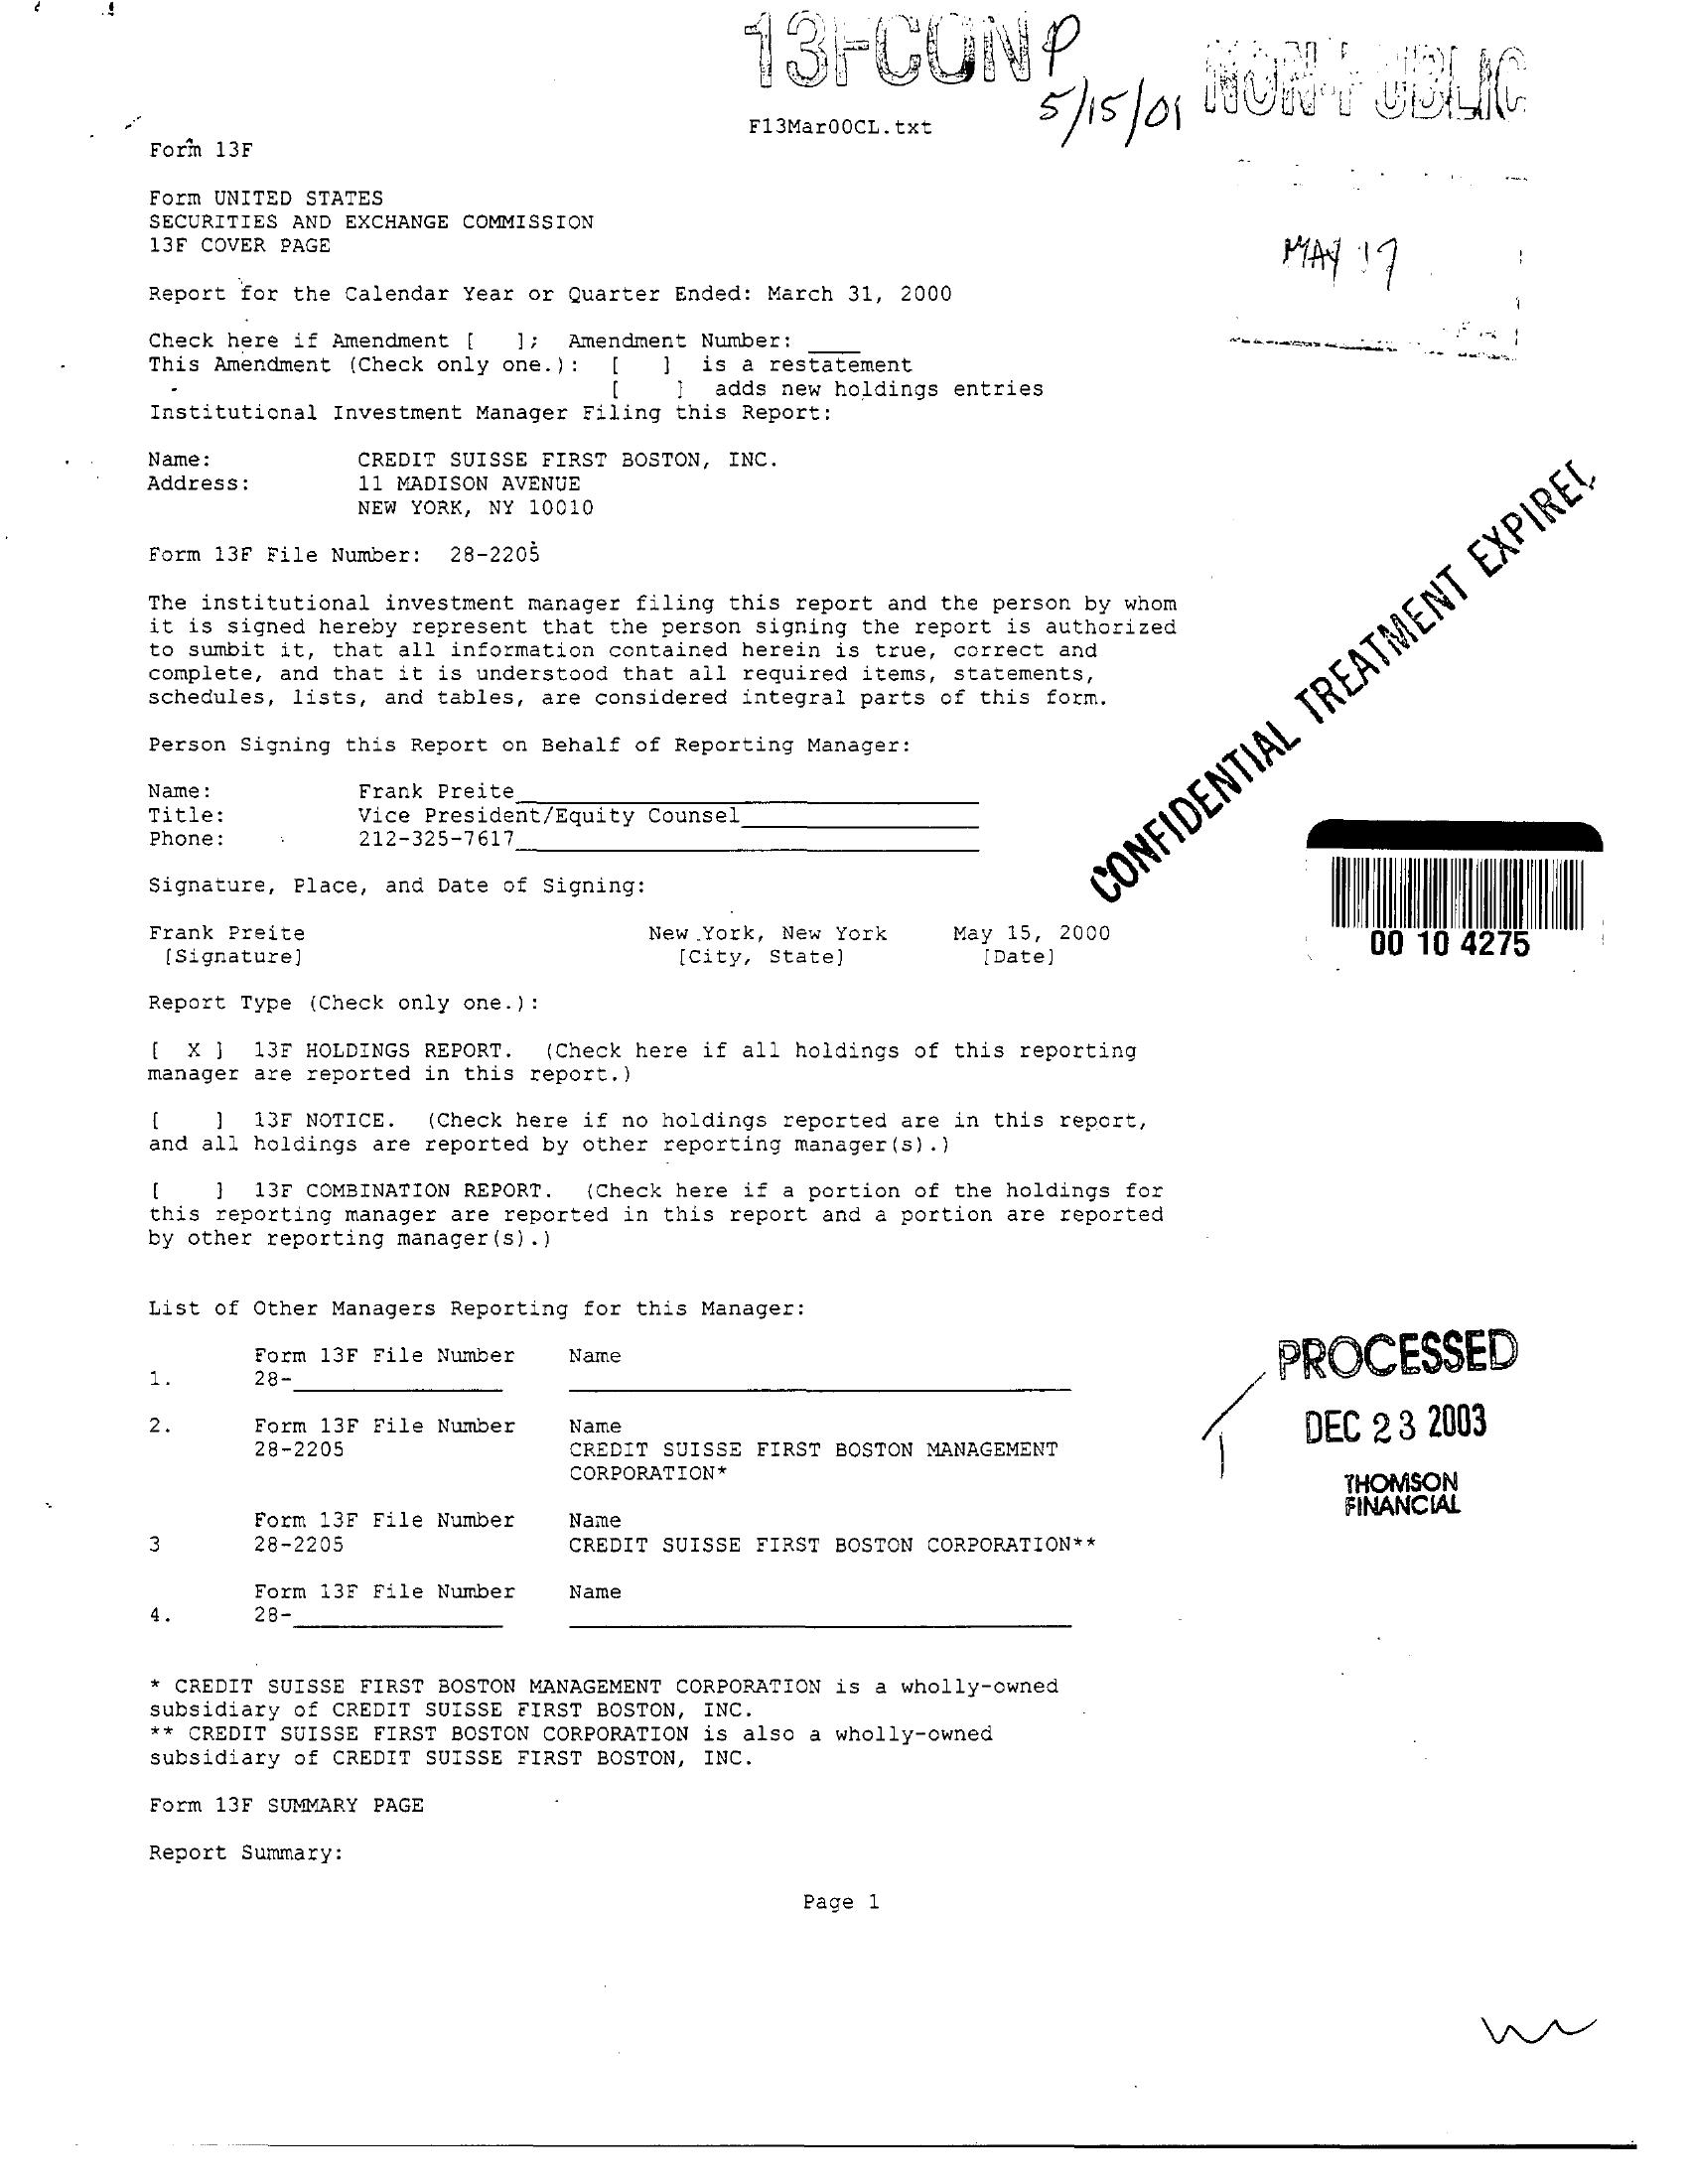 13FCONP
5/15/01
NON-PUBLIC
F13Mar00CL.txt
Form 13F
Form UNITED STATES
SECURITIES AND EXCHANGE COMMISSION
13F COVER PAGE
MAY 17
Report for the Calendar Year or Quarter Ended: March 31, 2000
Check here if Amendment [ ]; Amendment Number: ____
This Amendment (Check only one.): [ ] is a restatement
[ ] adds new holdings entries
Institutional Investment Manager Filing this Report:
Name: CREDIT SUISSE FIRST BOSTON, INC.
Address: 11 MADISON AVENUE
NEW YORK, NY 10010
Form 13F File Number: 28-2205
The institutional investment manager filing this report and the person by whom
it is signed hereby represent that the person signing the report is authorized
to sumbit it, that all information contained herein is true, correct and
complete, and that it is understood that all required items, statements,
schedules, lists, and tables, are considered integral parts of this form.
CONFIDENTIAL TREATMENT EXPIRED
Person Signing this Report on Behalf of Reporting Manager:
Name: Frank Preite
Title: Vice President/Equity Counsel
Phone: 212-325-7617
Signature, Place, and Date of Signing:
Frank Preite New York, New York May 15, 2000
[Signature] [City, State] [Date]
00 10 4275
Report Type (Check only one.):
[ X ] 13F HOLDINGS REPORT. (Check here if all holdings of this reporting
manager are reported in this report.)
[ ] 13F NOTICE. (Check here if no holdings reported are in this report,
and all holdings are reported by other reporting manager(s).)
[ ] 13F COMBINATION REPORT. (Check here if a portion of the holdings for
this reporting manager are reported in this report and a portion are reported
by other reporting manager(s).)
List of Other Managers Reporting for this Manager:
Form 13F File Number Name
1. 28-
2. Form 13F File Number Name
28-2205 CREDIT SUISSE FIRST BOSTON MANAGEMENT
CORPORATION*
Form 13F File Number Name
3 28-2205 CREDIT SUISSE FIRST BOSTON CORPORATION**
Form 13F File Number Name
4. 28-
PROCESSED
DEC 23 2003
THOMSON
FINANCIAL
* CREDIT SUISSE FIRST BOSTON MANAGEMENT CORPORATION is a wholly-owned
subsidiary of CREDIT SUISSE FIRST BOSTON, INC.
** CREDIT SUISSE FIRST BOSTON CORPORATION is also a wholly-owned
subsidiary of CREDIT SUISSE FIRST BOSTON, INC.
Form 13F SUMMARY PAGE
Report Summary:
Page 1